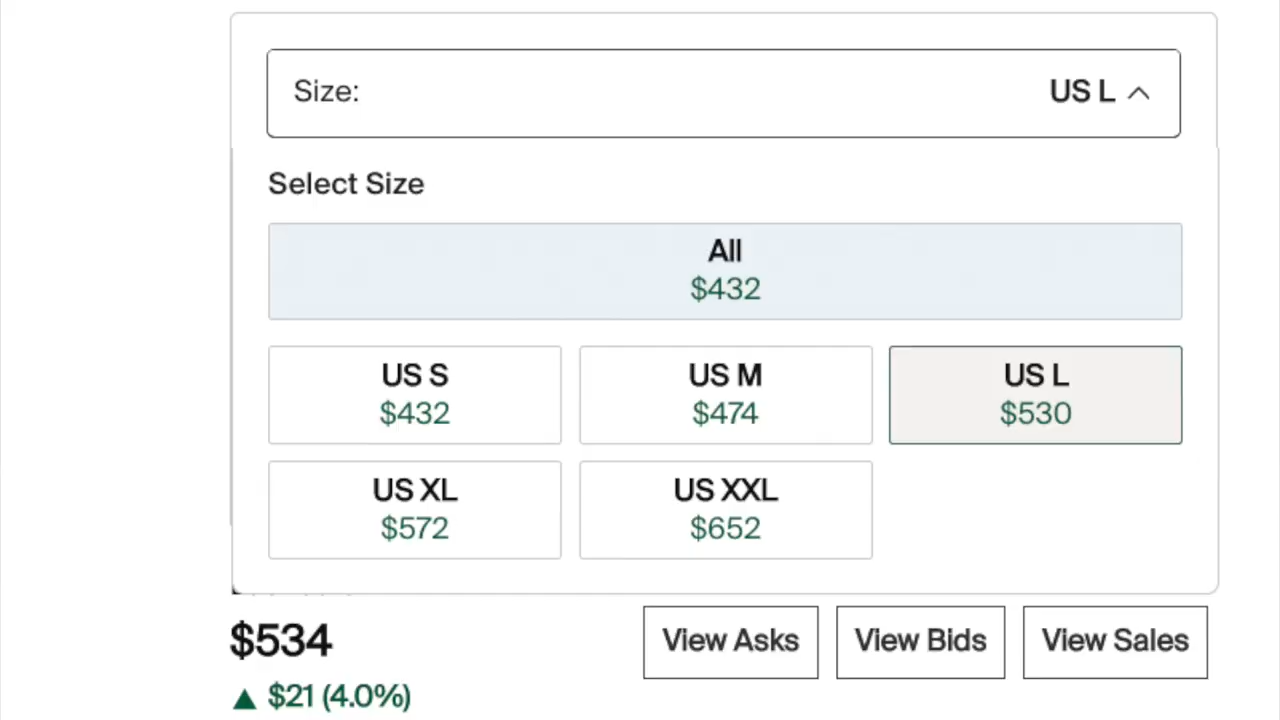 Size: US L
Select Size
All
$432
US S US M US L
$432 $474 $530
US XL US XXL
$572 $652
$534 View Asks View Bids View Sales
▲ $21 (4.0%)